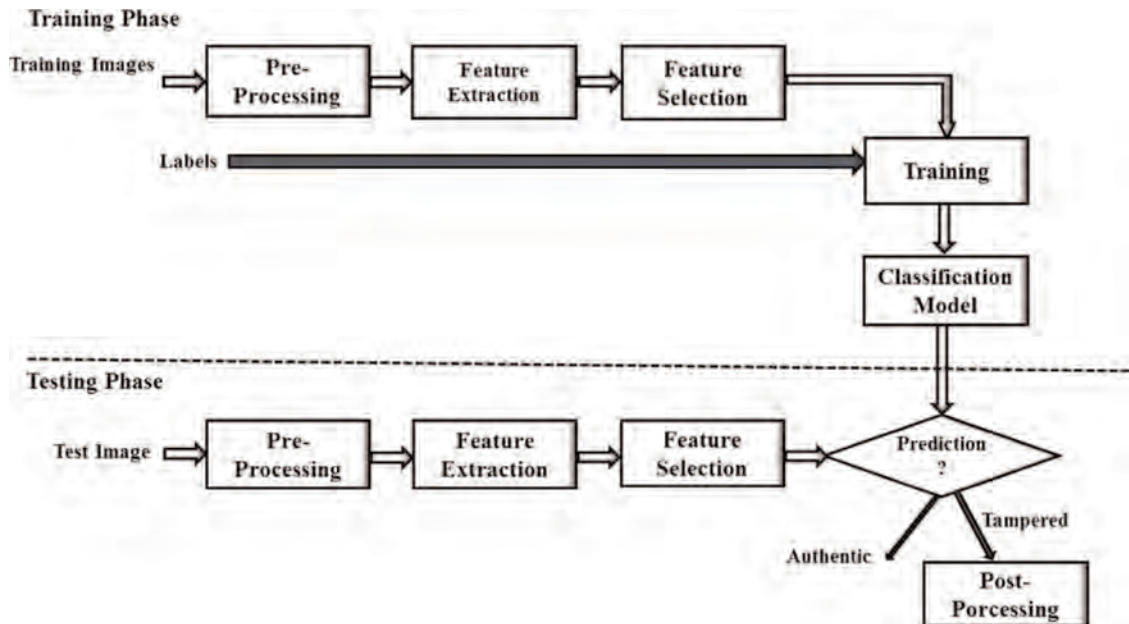 Training Phase
Training Images
Pre-
Processing
Feature
Extraction
Feature
Selection
Labels
Training
Classification
Model
Testing Phase
Test Image
Pre-
Processing
Feature
Extraction
Feature
Selection
Prediction
?
Tampered
Authentic
Post-
Porcessing